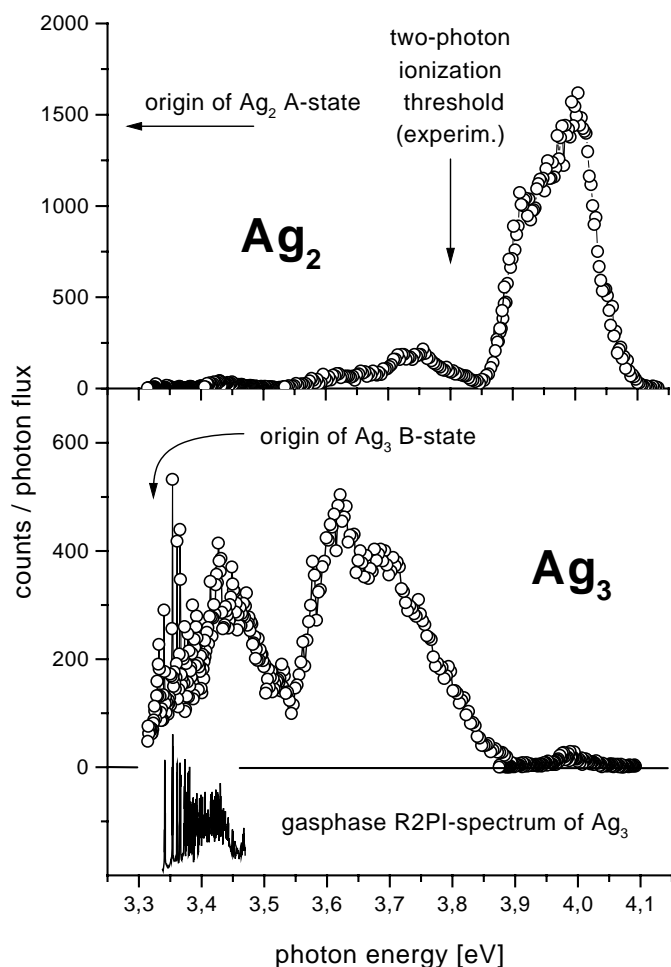 2000
1500
1000
500
0
origin of Ag₂ A-state
two-photon
ionization
threshold
(experim.)
Ag₂
counts / photon flux
600
400
200
0
origin of Ag₃ B-state
Ag₃
gasphase R2PI-spectrum of Ag₃
3,3 3,4 3,5 3,6 3,7 3,8 3,9 4,0 4,1
photon energy [eV]